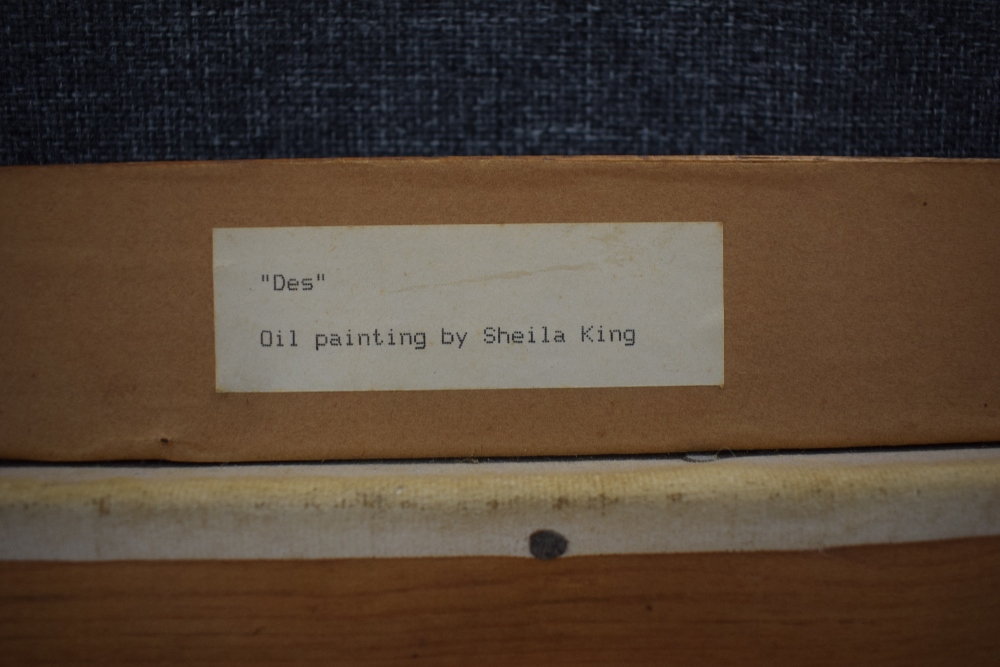 "Des"
Oil painting by Sheila King